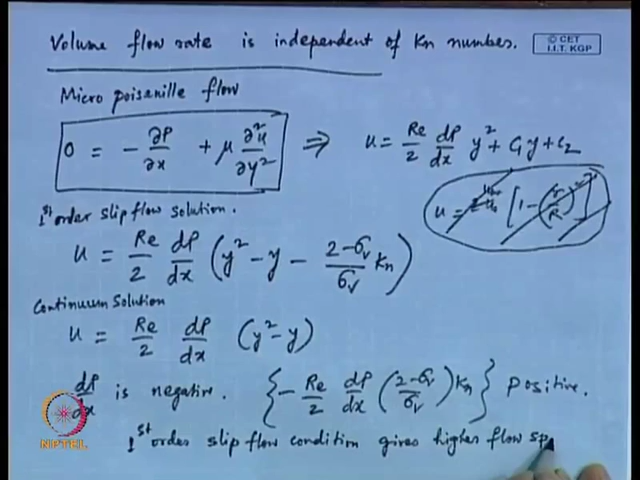 Volume flow rate is independent of Kn numbers.
© CET
I.I.T. KGP
Micro poiseuille flow
0 = - ∂P/∂x + μ ∂²u/∂y² ⇒ u = Re/2 dP/dx y² + C₁y + C₂
1st order slip flow solution.
u = Re/2 dP/dx (y² - y - 2-σv/σv Kn)
Continuum solution
u = Re/2 dP/dx (y² - y)
dP/dx is negative. {- Re/2 dP/dx (2-σv/σv) Kn} positive.
1st order slip flow condition gives higher flow sp
NPTEL